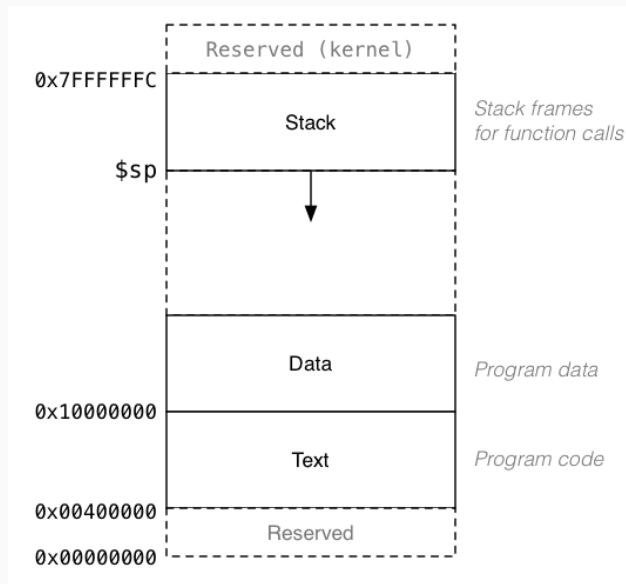 Reserved (kernel)
0x7FFFFFFC
Stack
Stack frames
for function calls
$sp
Data
Program data
0x10000000
Text
Program code
0x00400000
Reserved
0x00000000